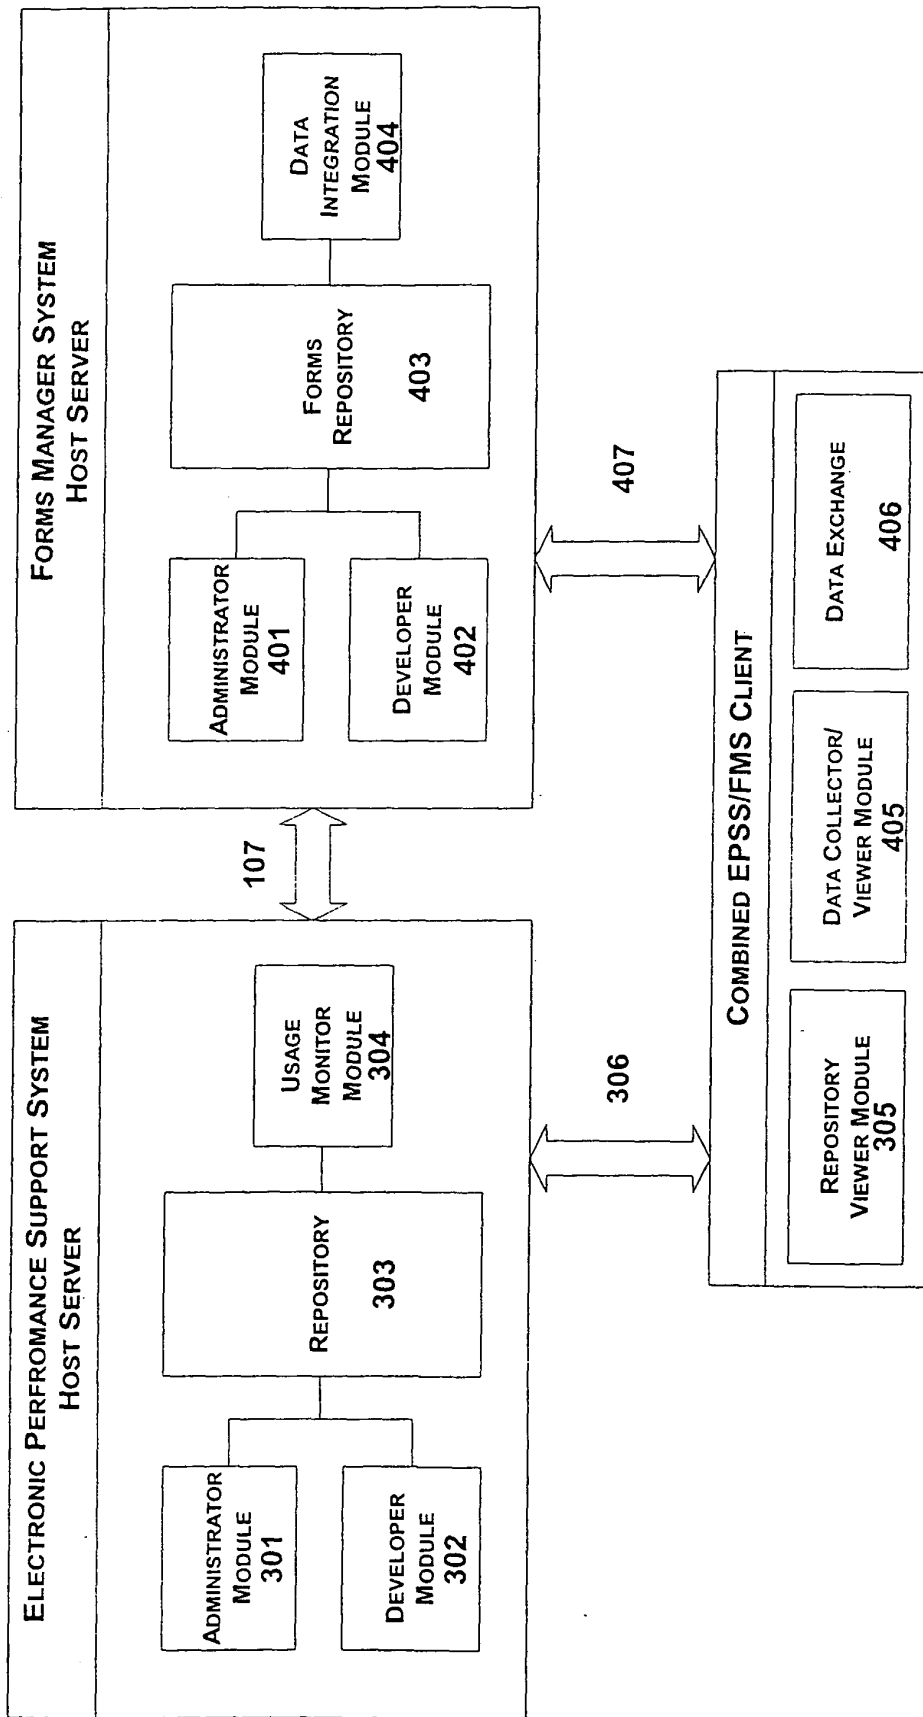 ELECTRONIC PERFROMANCE SUPPORT SYSTEM
HOST SERVER
ADMINISTRATOR
MODULE
301
DEVELOPER
MODULE
302
REPOSITORY
303
USAGE
MONITOR
MODULE
304
107
FORMS MANAGER SYSTEM
HOST SERVER
ADMINISTRATOR
MODULE
401
DEVELOPER
MODULE
402
FORMS
REPOSITORY
403
DATA
INTEGRATION
MODULE
404
306
407
COMBINED EPSS/FMS CLIENT
REPOSITORY
VIEWER MODULE
305
DATA COLLECTOR/
VIEWER MODULE
405
DATA EXCHANGE
406